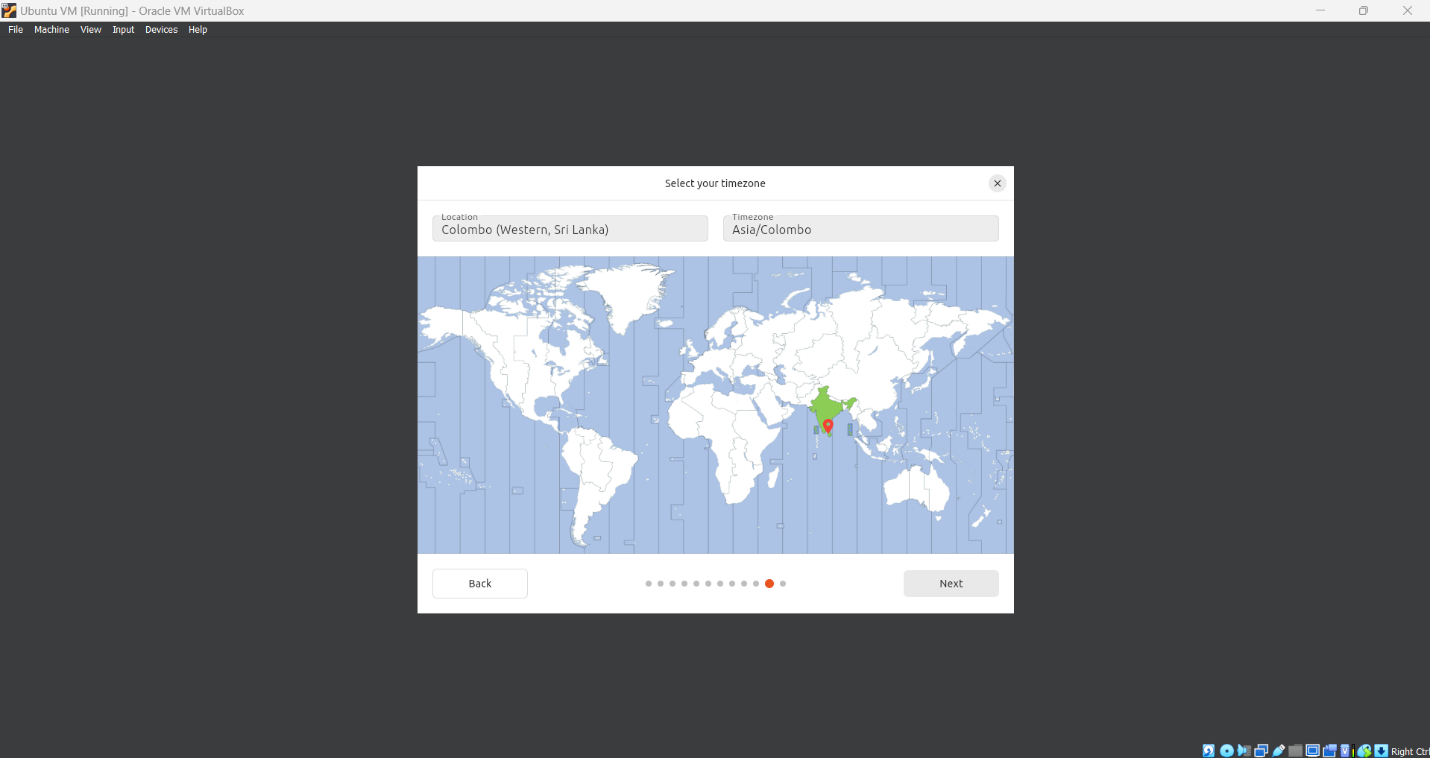 Ubuntu VM [Running] - Oracle VM VirtualBox
File Machine View Input Devices Help
Select your timezone
Location
Colombo (Western, Sri Lanka)
Timezone
Asia/Colombo
Back
Next
Right Ctrl